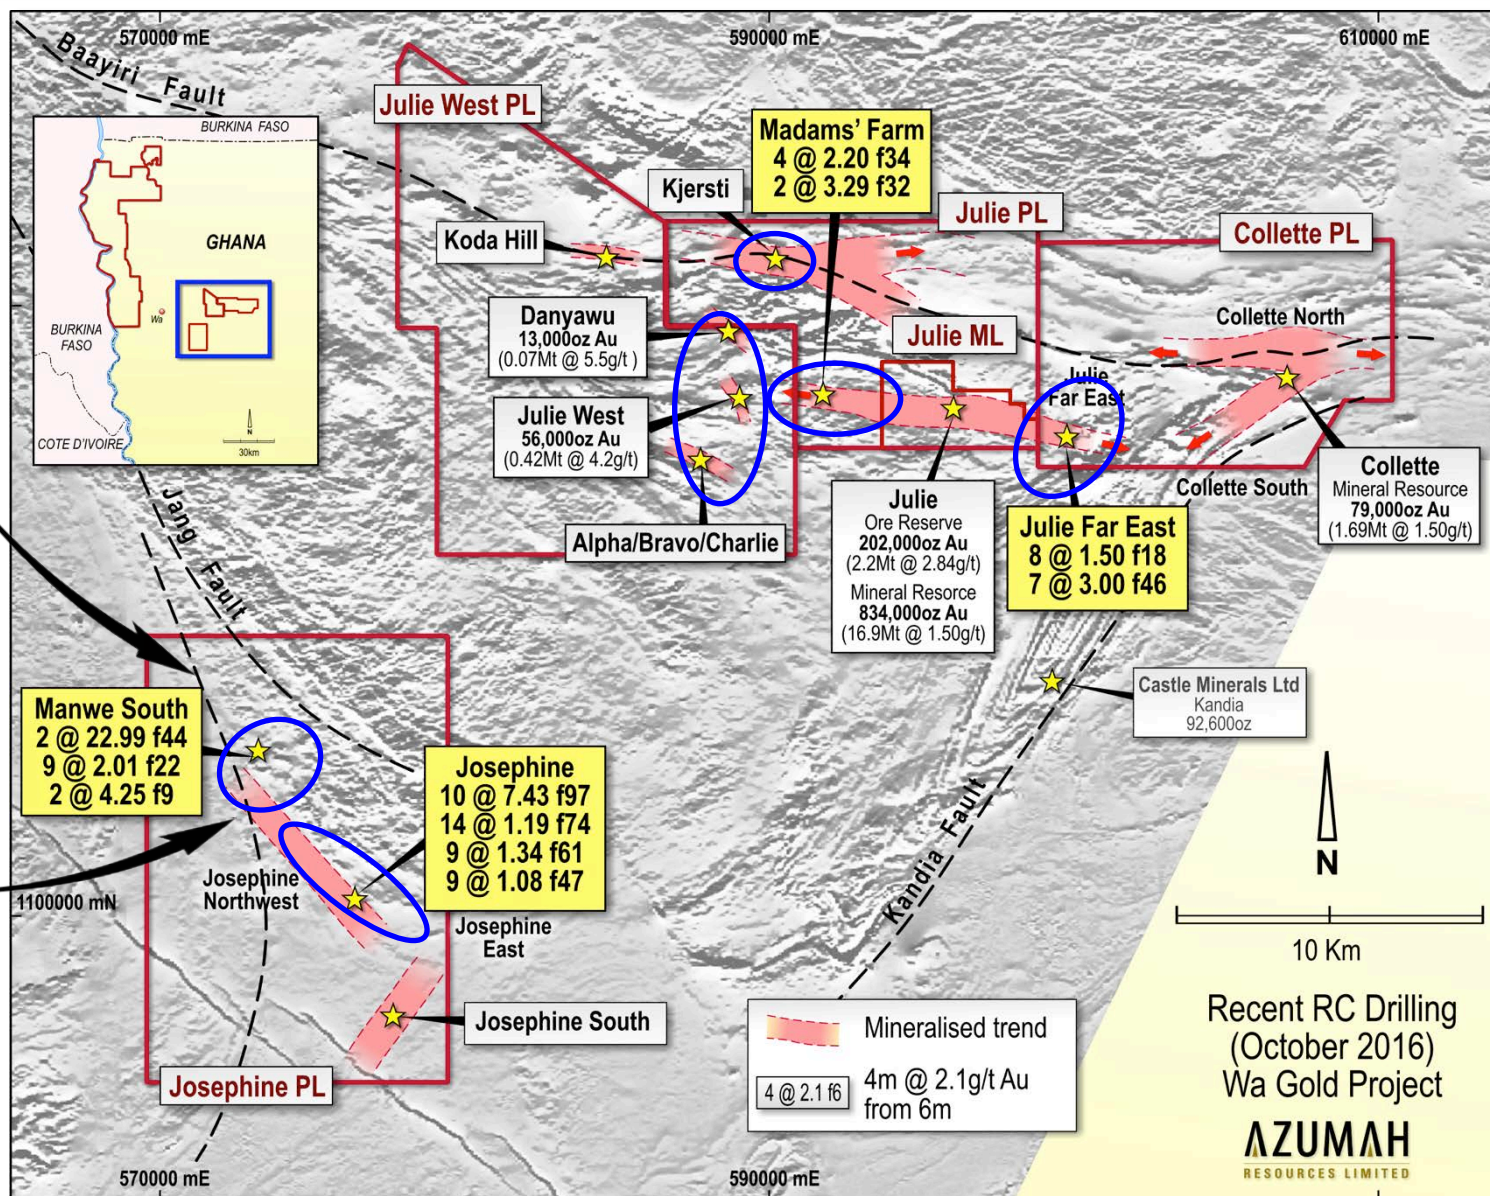 570000 mE
590000 mE
610000 mE
Baayiri Fault
Julie West PL
BURKINA FASO
GHANA
Wa
BURKINA
FASO
COTE D'IVOIRE
N
30km
Madams' Farm
4 @ 2.20 f34
2 @ 3.29 f32
Kjersti
Koda Hill
Julie PL
Collette PL
Danyawu
13,000oz Au
(0.07Mt @ 5.5g/t )
Julie ML
Collette North
Julie
Far East
Julie West
56,000oz Au
(0.42Mt @ 4.2g/t)
Alpha/Bravo/Charlie
Julie
Ore Reserve
202,000oz Au
(2.2Mt @ 2.84g/t)
Mineral Resorce
834,000oz Au
(16.9Mt @ 1.50g/t)
Julie Far East
8 @ 1.50 f18
7 @ 3.00 f46
Collette South
Collette
Mineral Resource
79,000oz Au
(1.69Mt @ 1.50g/t)
Jang Fault
Castle Minerals Ltd
Kandia
92,600oz
Manwe South
2 @ 22.99 f44
9 @ 2.01 f22
2 @ 4.25 f9
Josephine
10 @ 7.43 f97
14 @ 1.19 f74
9 @ 1.34 f61
9 @ 1.08 f47
Kandia Fault
N
Josephine
Northwest
1100000 mN
Josephine
East
10 Km
Josephine South
Mineralised trend
4 @ 2.1 f6
4m @ 2.1g/t Au
from 6m
Recent RC Drilling
(October 2016)
Wa Gold Project
Josephine PL
AZUMAH
RESOURCES LIMITED
570000 mE
590000 mE